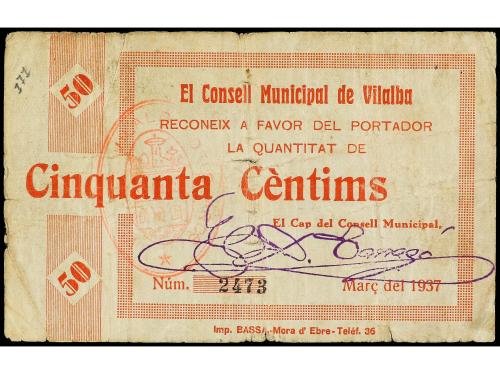 50
El Consell Municipal de Vilalba
RECONEIX A FAVOR DEL PORTADOR
LA QUANTITAT DE
Cinquanta Cèntims
El Cap del Consell Municipal,
50
Núm. 2473 Març del 1937
Imp. BASSA.-Mora d' Ebre-Teléf. 36